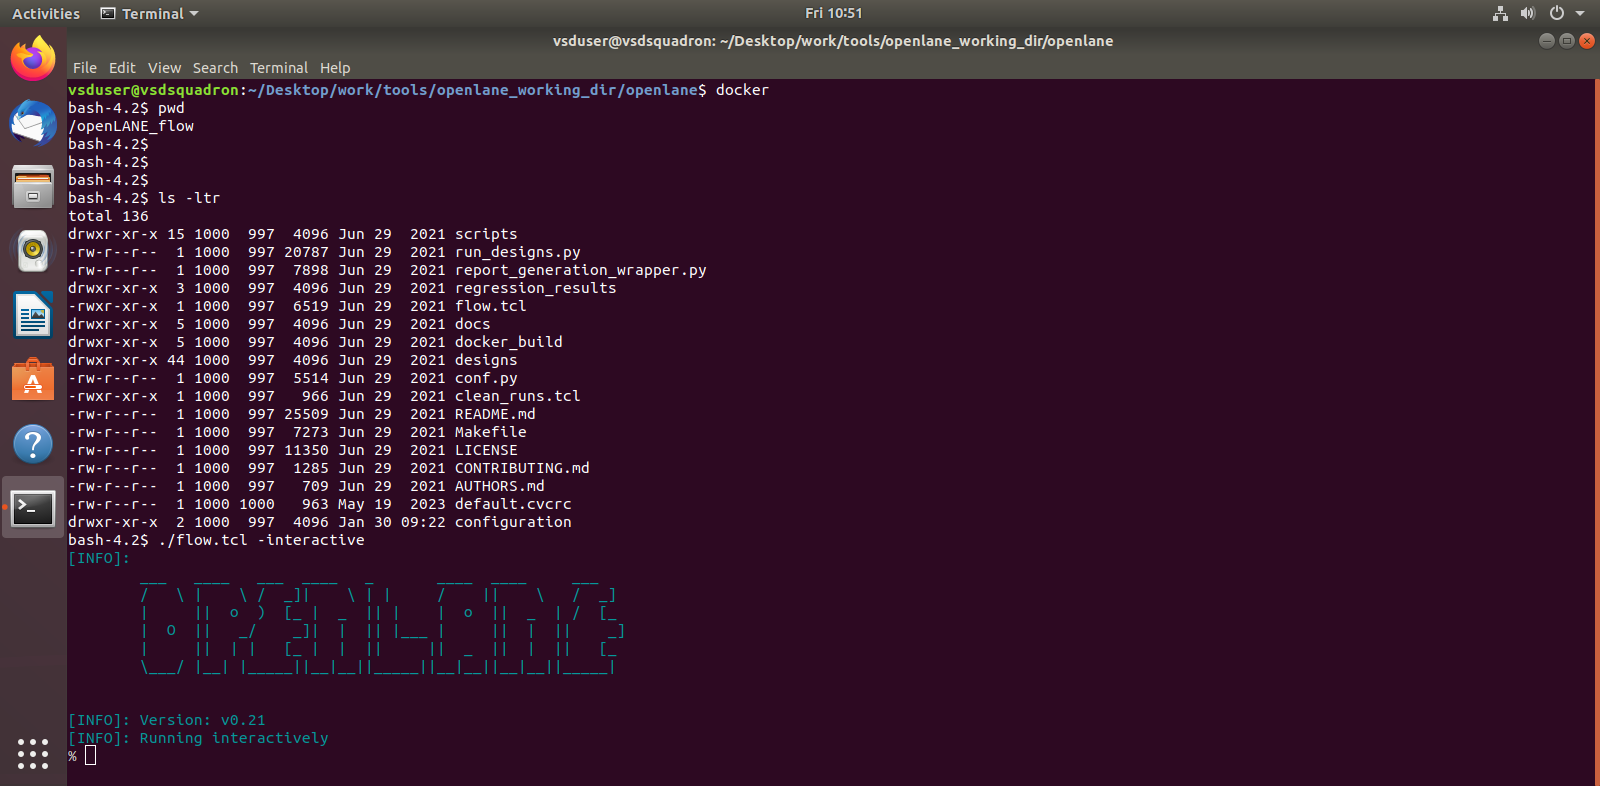 Activities Terminal Fri 10:51
vsduser@vsdsquadron: ~/Desktop/work/tools/openlane_working_dir/openlane
File Edit View Search Terminal Help
vsduser@vsdsquadron:~/Desktop/work/tools/openlane_working_dir/openlane$ docker
bash-4.2$ pwd
/openLANE_flow
bash-4.2$
bash-4.2$
bash-4.2$
bash-4.2$ ls -ltr
total 136
drwxr-xr-x 15 1000  997  4096 Jun 29  2021 scripts
-rw-r--r--  1 1000  997 20787 Jun 29  2021 run_designs.py
-rw-r--r--  1 1000  997  7898 Jun 29  2021 report_generation_wrapper.py
drwxr-xr-x  3 1000  997  4096 Jun 29  2021 regression_results
-rwxr-xr-x  1 1000  997  6519 Jun 29  2021 flow.tcl
drwxr-xr-x  5 1000  997  4096 Jun 29  2021 docs
drwxr-xr-x  5 1000  997  4096 Jun 29  2021 docker_build
drwxr-xr-x 44 1000  997  4096 Jun 29  2021 designs
-rw-r--r--  1 1000  997  5514 Jun 29  2021 conf.py
-rwxr-xr-x  1 1000  997   966 Jun 29  2021 clean_runs.tcl
-rw-r--r--  1 1000  997 25509 Jun 29  2021 README.md
-rw-r--r--  1 1000  997  7273 Jun 29  2021 Makefile
-rw-r--r--  1 1000  997 11350 Jun 29  2021 LICENSE
-rw-r--r--  1 1000  997  1285 Jun 29  2021 CONTRIBUTING.md
-rw-r--r--  1 1000  997   709 Jun 29  2021 AUTHORS.md
-rw-r--r--  1 1000 1000   963 May 19  2023 default.cvcrc
drwxr-xr-x  2 1000  997  4096 Jan 30 09:22 configuration
bash-4.2$ ./flow.tcl -interactive
[INFO]:
OPENLANE
[INFO]: Version: v0.21
[INFO]: Running interactively
%